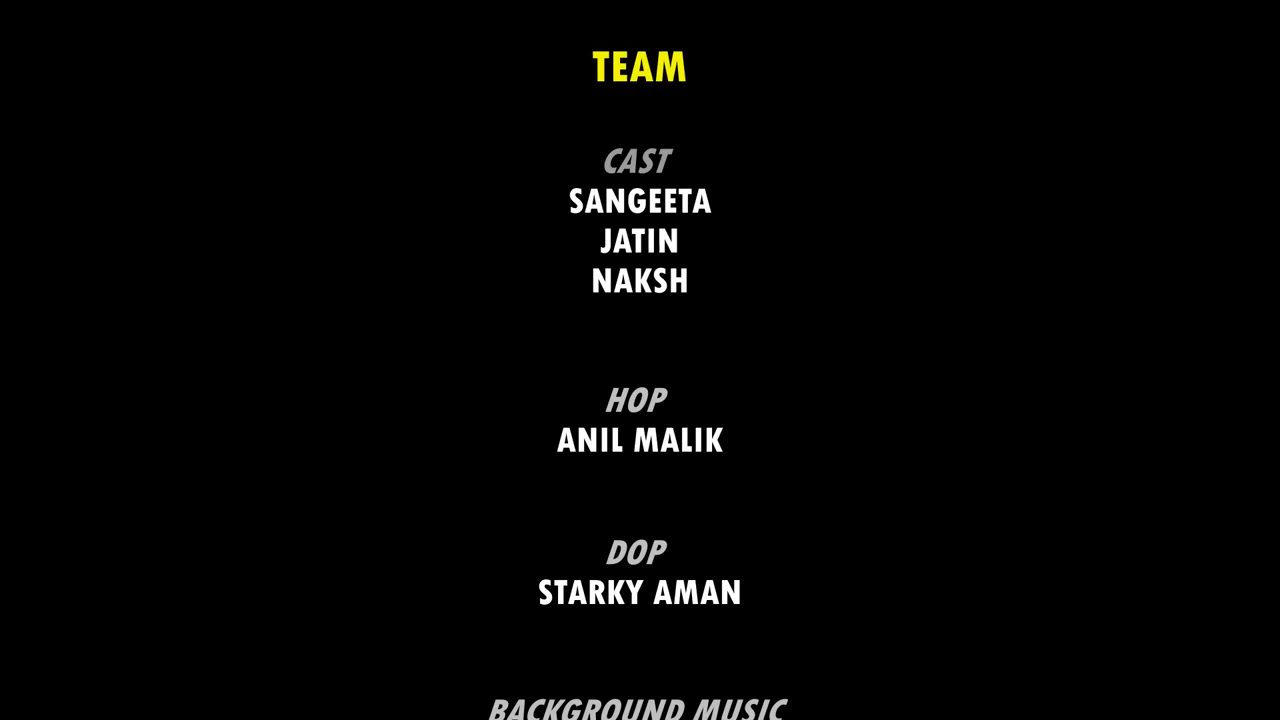 TEAM
CAST
SANGEETA
JATIN
NAKSH
HOP
ANIL MALIK
DOP
STARKY AMAN
BACKGROUND MUSIC